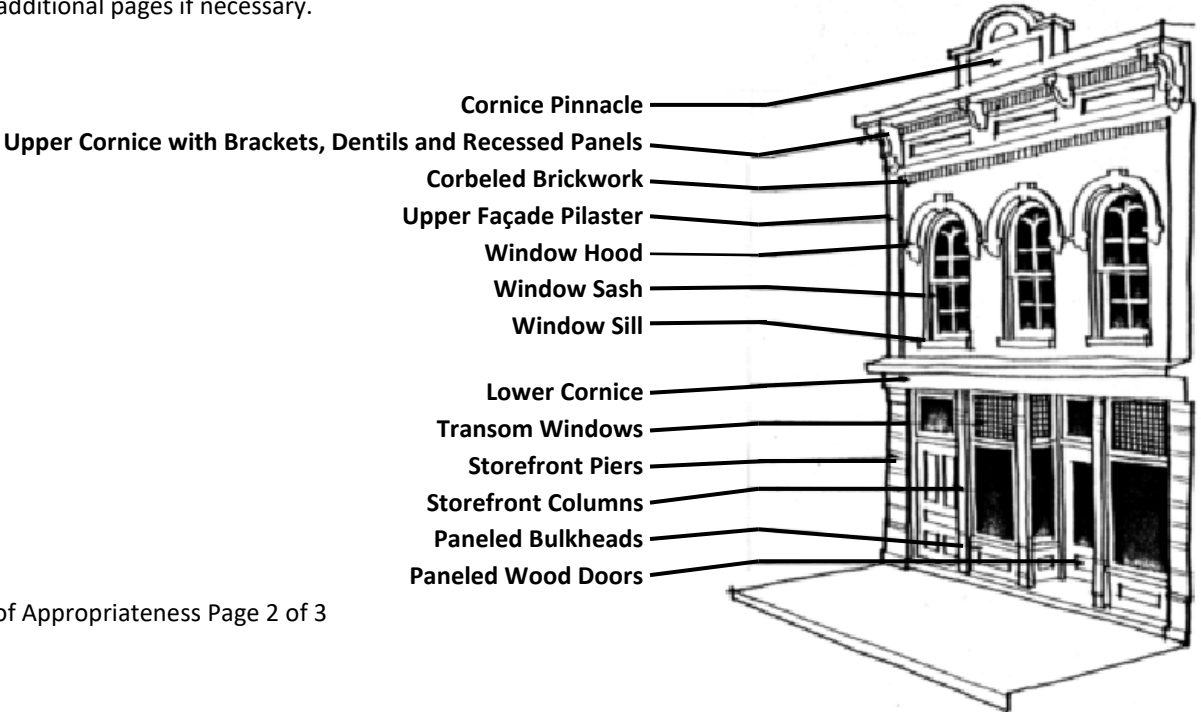 additional pages if necessary.
Cornice Pinnacle
Upper Cornice with Brackets, Dentils and Recessed Panels
Corbeled Brickwork
Upper Façade Pilaster
Window Hood
Window Sash
Window Sill
Lower Cornice
Transom Windows
Storefront Piers
Storefront Columns
Paneled Bulkheads
Paneled Wood Doors
of Appropriateness Page 2 of 3